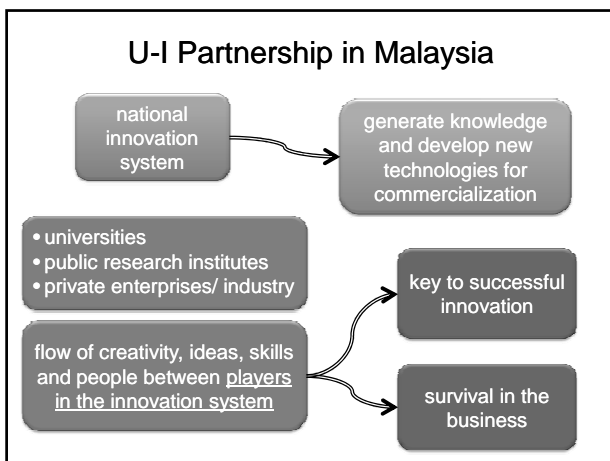 U-I Partnership in Malaysia
national
innovation
system
generate knowledge
and develop new
technologies for
commercialization
• universities
• public research institutes
• private enterprises/ industry
flow of creativity, ideas, skills
and people between players
in the innovation system
key to successful
innovation
survival in the
business